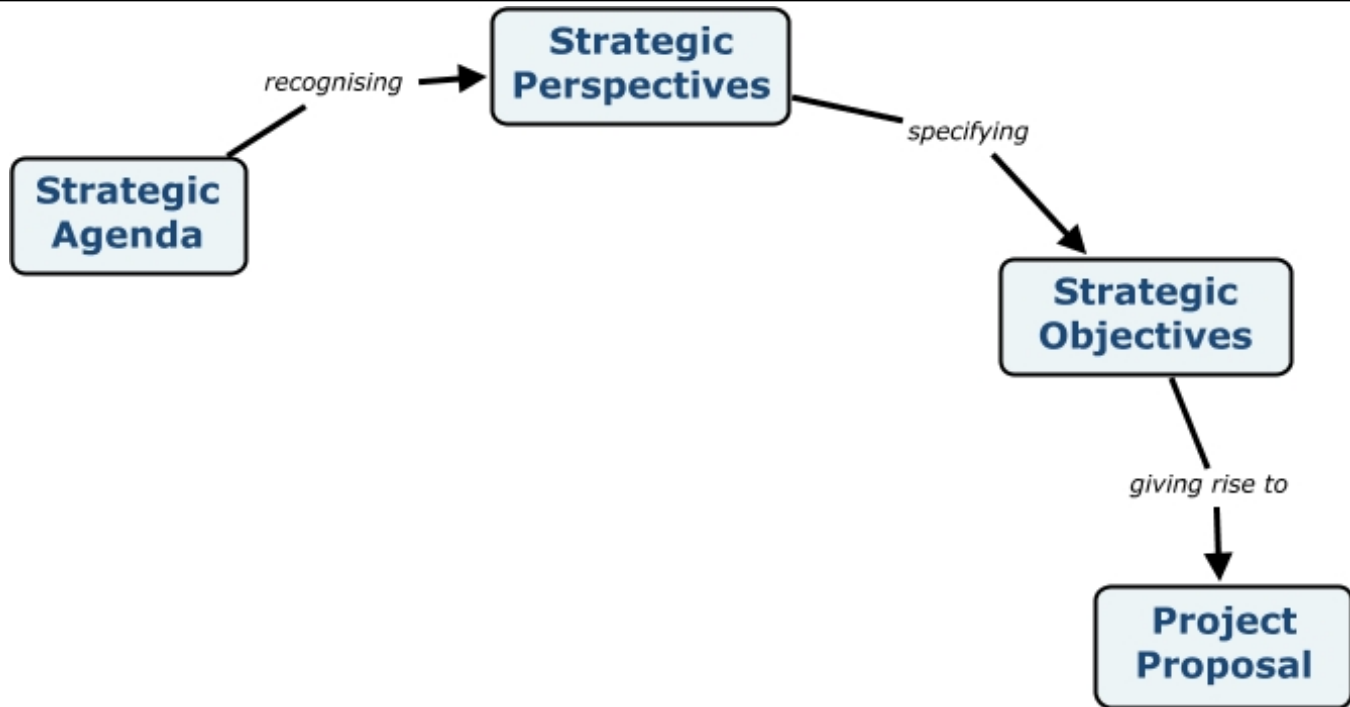 Strategic
Perspectives
recognising
specifying
Strategic
Agenda
Strategic
Objectives
giving rise to
Project
Proposal